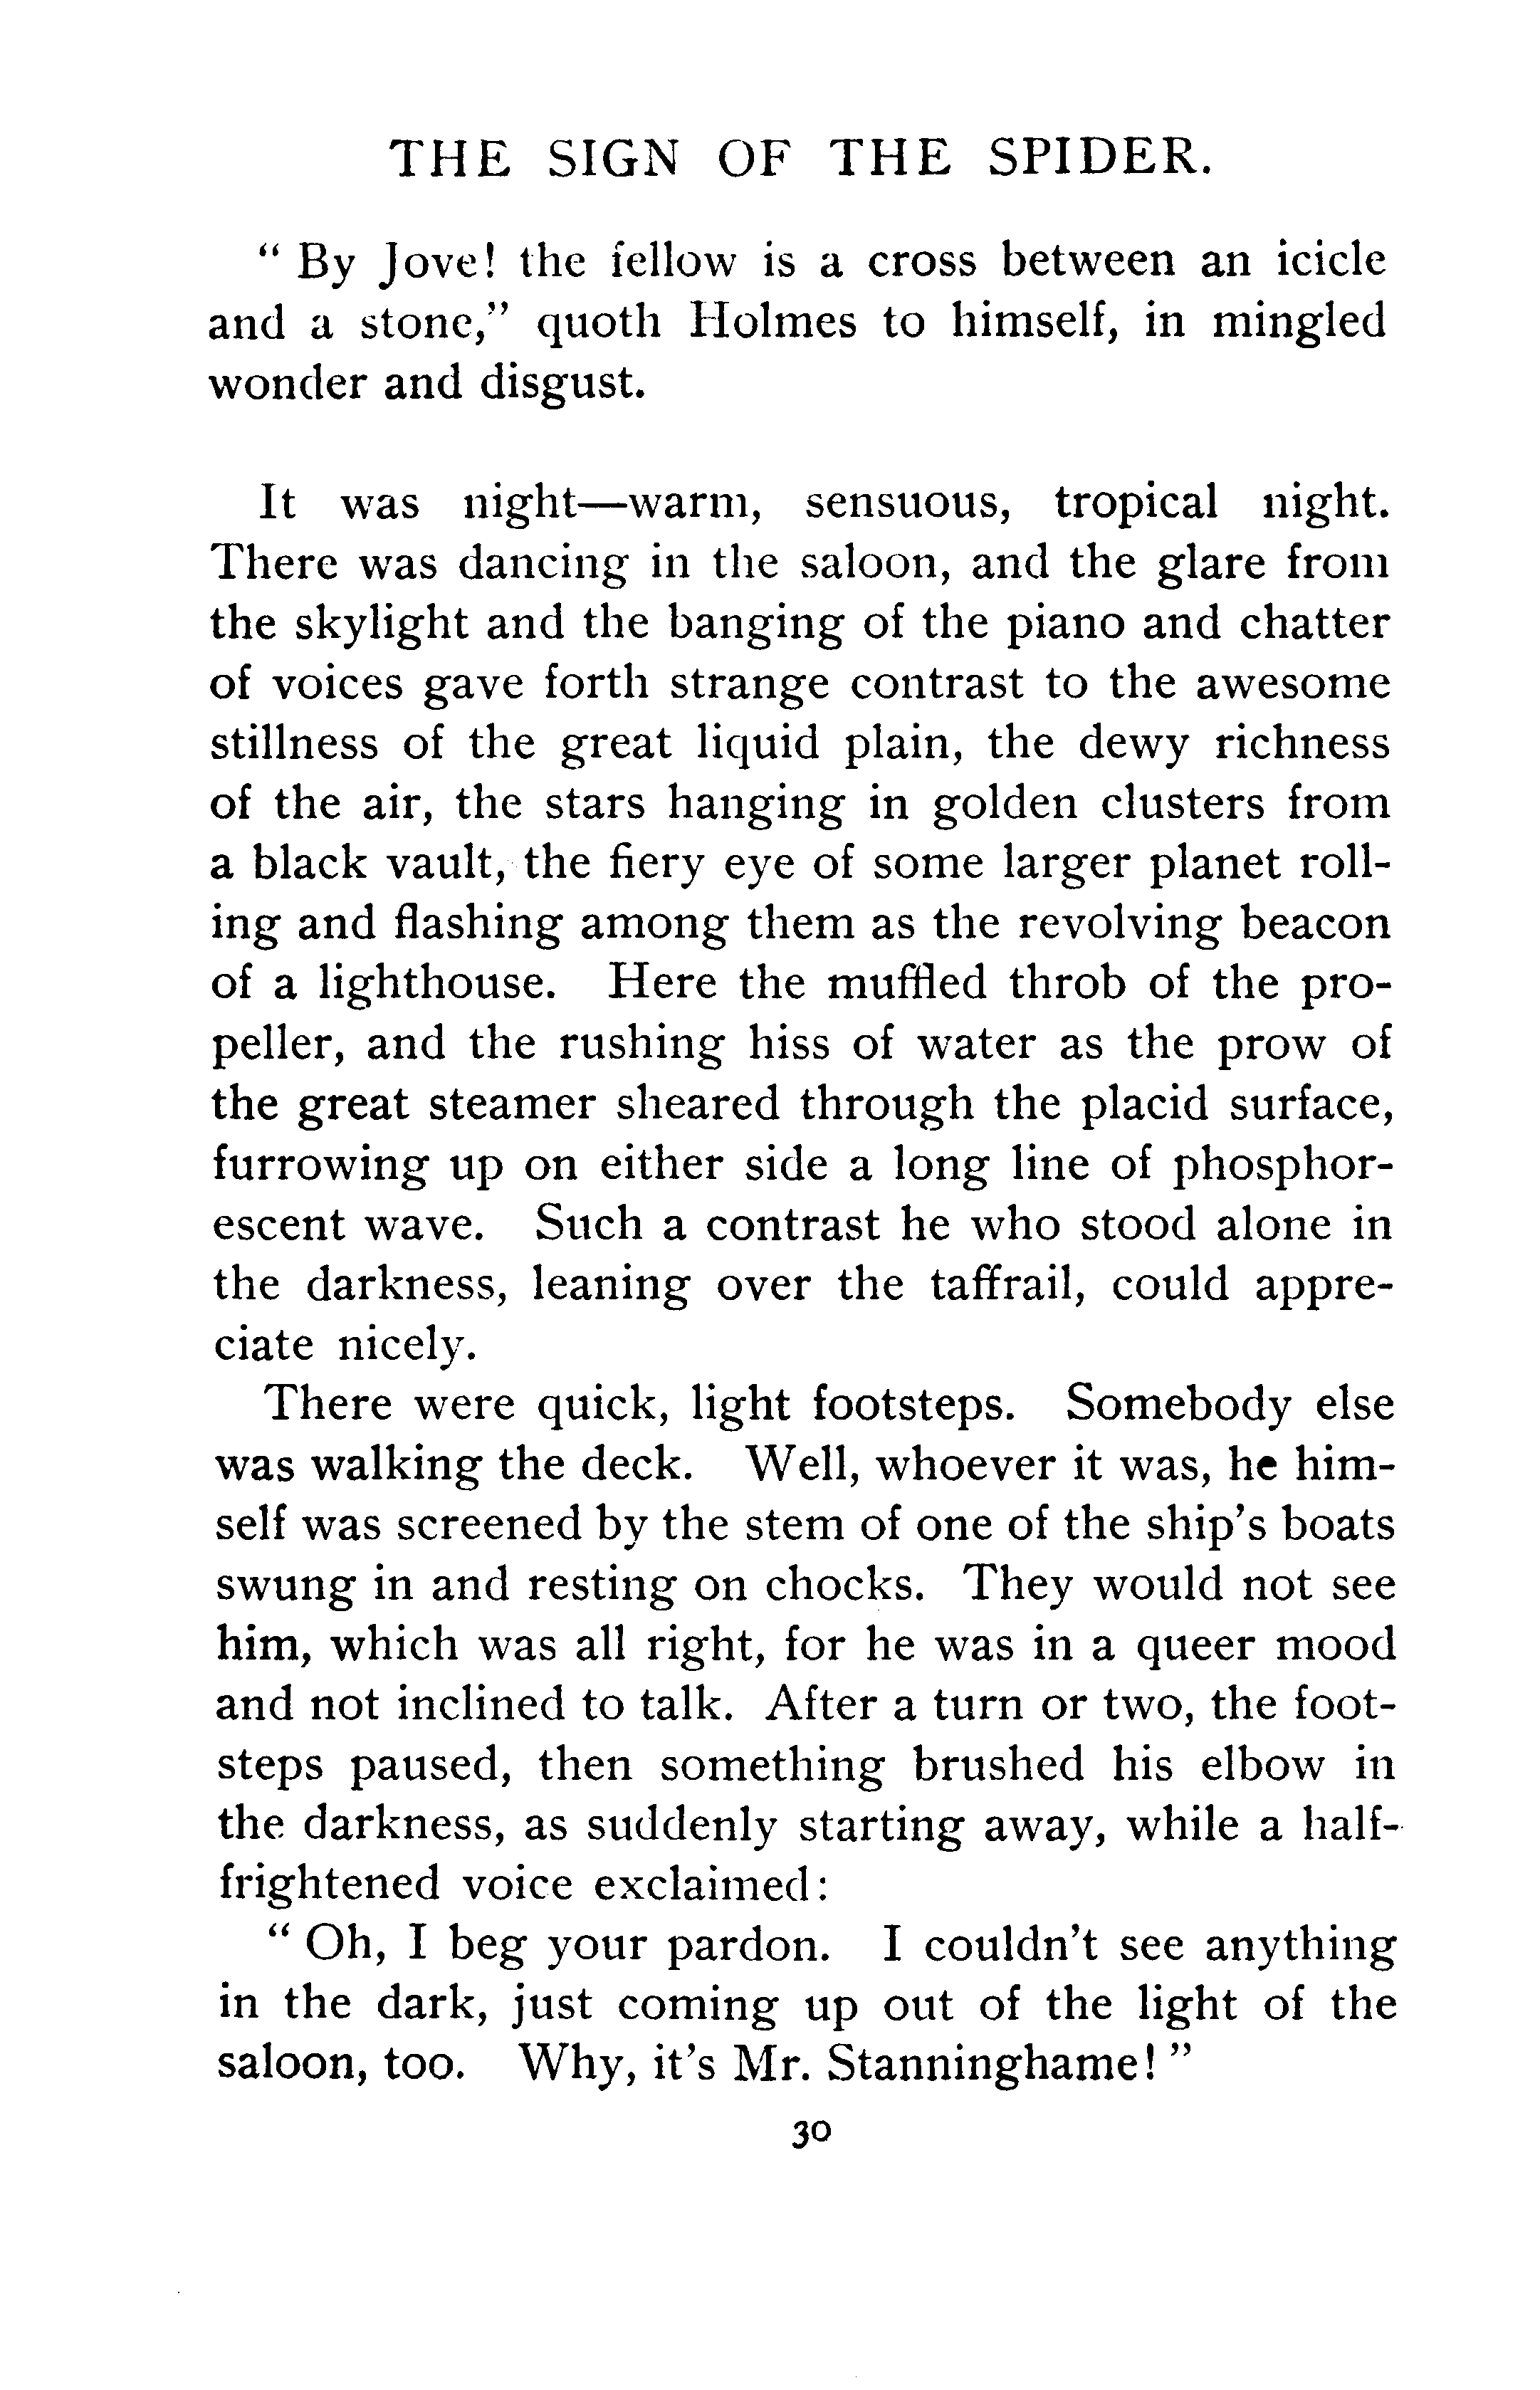 THE SIGN OF THE SPIDER.
" By Jove! the fellow is a cross between an icicle
and a stone," quoth Holmes to himself, in mingled
wonder and disgust.
It was night—warm, sensuous, tropical night.
There was dancing in the saloon, and the glare from
the skylight and the banging of the piano and chatter
of voices gave forth strange contrast to the awesome
stillness of the great liquid plain, the dewy richness
of the air, the stars hanging in golden clusters from
a black vault, the fiery eye of some larger planet roll-
ing and flashing among them as the revolving beacon
of a lighthouse. Here the muffled throb of the pro-
peller, and the rushing hiss of water as the prow of
the great steamer sheared through the placid surface,
furrowing up on either side a long line of phosphor-
escent wave. Such a contrast he who stood alone in
the darkness, leaning over the taffrail, could appre-
ciate nicely.
There were quick, light footsteps. Somebody else
was walking the deck. Well, whoever it was, he him-
self was screened by the stem of one of the ship's boats
swung in and resting on chocks. They would not see
him, which was all right, for he was in a queer mood
and not inclined to talk. After a turn or two, the foot-
steps paused, then something brushed his elbow in
the darkness, as suddenly starting away, while a half-
frightened voice exclaimed:
" Oh, I beg your pardon. I couldn't see anything
in the dark, just coming up out of the light of the
saloon, too. Why, it's Mr. Stanninghame! "
30